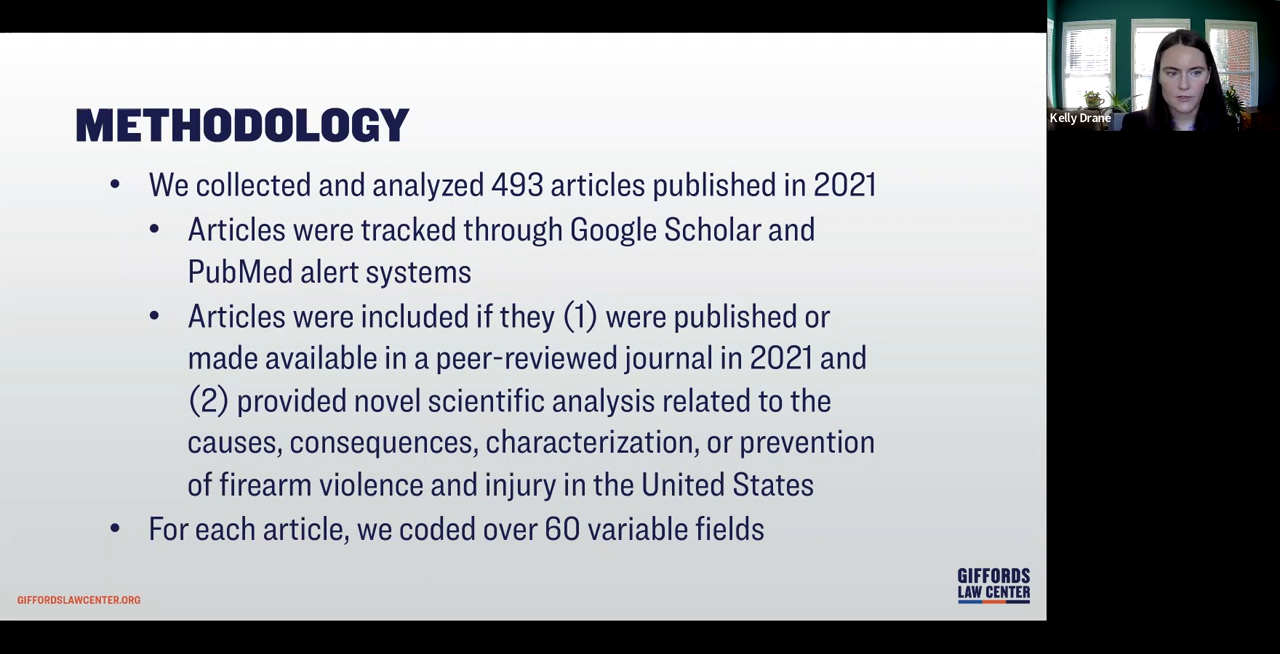 METHODOLOGY
• We collected and analyzed 493 articles published in 2021
• Articles were tracked through Google Scholar and
PubMed alert systems
• Articles were included if they (1) were published or
made available in a peer-reviewed journal in 2021 and
(2) provided novel scientific analysis related to the
causes, consequences, characterization, or prevention
of firearm violence and injury in the United States
• For each article, we coded over 60 variable fields
GIFFORDSLAWCENTER.ORG
GIFFORDS
LAW CENTER
Kelly Drane